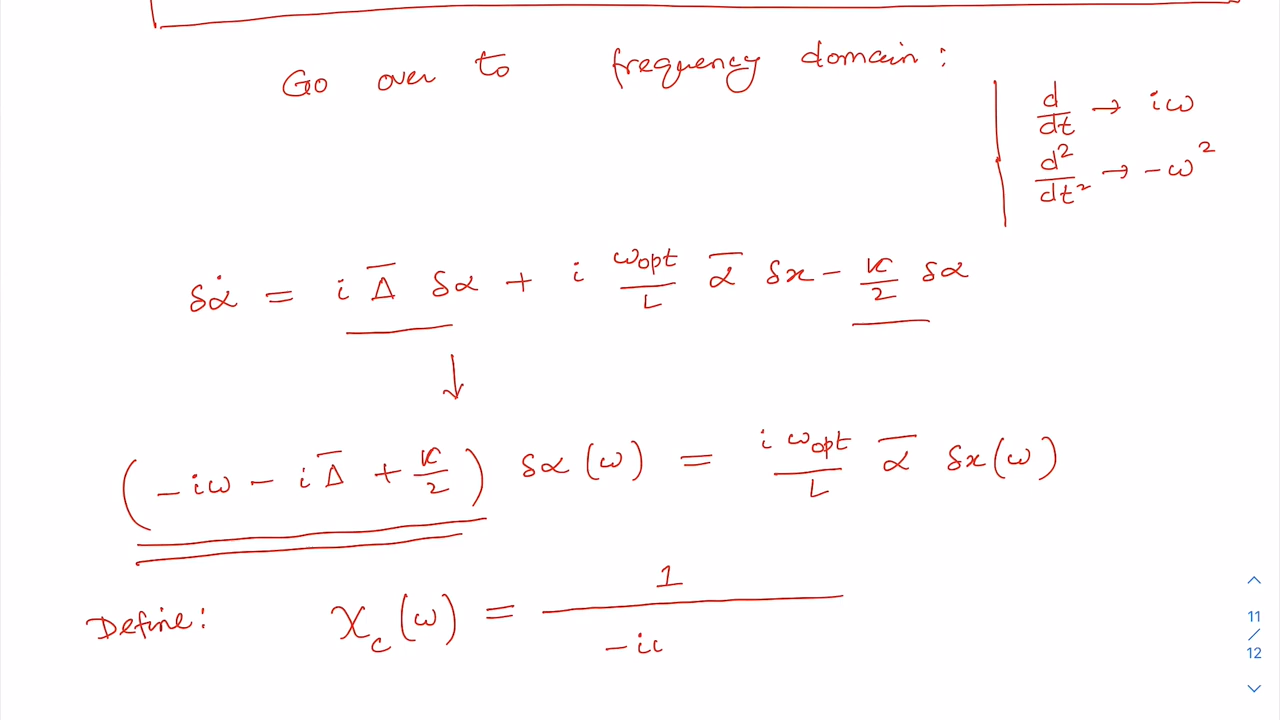 Go over to frequency domain:
d/dt → iω
d²/dt² → -ω²
δα̇ = i Δ̄ δα + i ω_opt/L ᾱ δx - κ/2 δα
↓
(-iω - i Δ̄ + κ/2) δα(ω) = i ω_opt/L ᾱ δx(ω)
Define: χ_c(ω) = 1/-iω
11
/
12